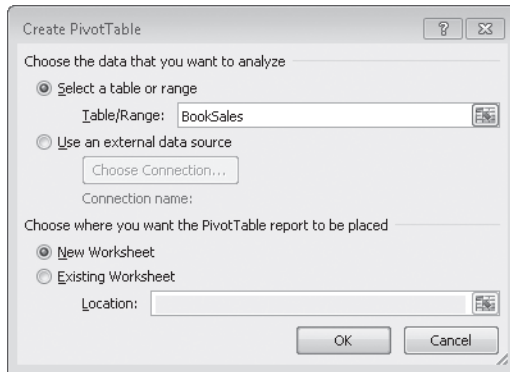 Create PivotTable
Choose the data that you want to analyze
Select a table or range
Table/Range: BookSales
Use an external data source
Choose Connection...
Connection name:
Choose where you want the PivotTable report to be placed
New Worksheet
Existing Worksheet
Location:
OK Cancel